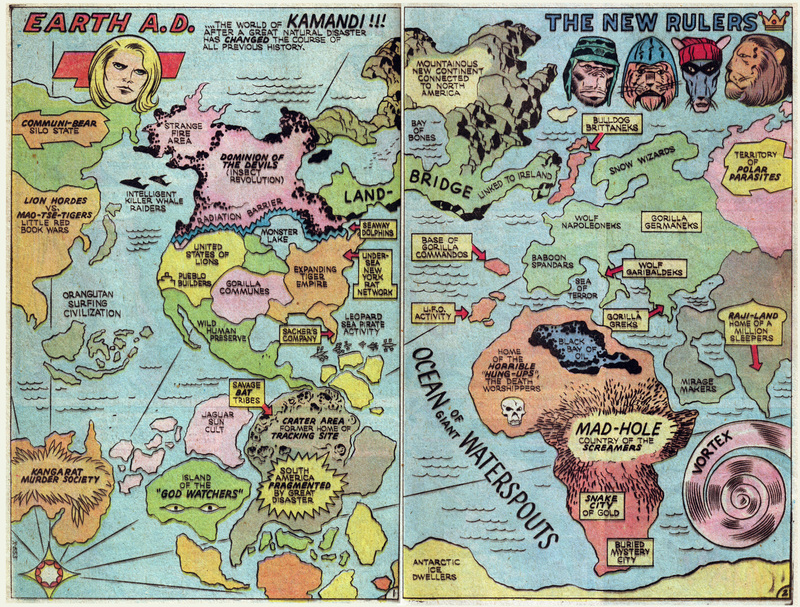 EARTH A.D.
....THE WORLD OF KAMANDI!!!
AFTER A GREAT NATURAL DISASTER
HAS CHANGED THE COURSE OF
ALL PREVIOUS HISTORY.
THE NEW RULERS
COMMUNI-BEAR
SILO STATE
STRANGE
FIRE
AREA
DOMINION OF
THE DEVILS
(INSECT
REVOLUTION)
LION HORDES
VS.
MAO-TSE-TIGERS
LITTLE RED
BOOK WARS
INTELLIGENT
KILLER WHALE
RAIDERS
RADIATION BARRIER
LAND-
MONSTER
LAKE
SEAWAY
DOLPHINS
UNITED
STATES OF
LIONS
UNDER-
SEA NEW
YORK
RAT
NETWORK
PUEBLO
BUILDERS
GORILLA
COMMUNES
EXPANDING
TIGER
EMPIRE
ORANGUTAN
SURFING
CIVILIZATION
WILD
HUMAN
PRESERVE
SACKER'S
COMPANY
LEOPARD
SEA PIRATE
ACTIVITY
SAVAGE
BAT
TRIBES
JAGUAR
SUN
CULT
CRATER AREA
FORMER HOME OF
TRACKING SITE
KANGARAT
MURDER SOCIETY
ISLAND
OF THE
"GOD WATCHERS"
SOUTH
AMERICA
FRAGMENTED
BY GREAT
DISASTER
MOUNTAINOUS
NEW CONTINENT
CONNECTED
TO NORTH
AMERICA
BAY
OF
BONES
BULLDOG
BRITTANEKS
BRIDGE
LINKED TO IRELAND
SNOW WIZARDS
TERRITORY
OF
POLAR
PARASITES
WOLF
NAPOLEONEKS
GORILLA
GERMANEKS
BASE OF
GORILLA
COMMANDOS
BABOON
SPANDARS
WOLF
GARIBALDEKS
SEA
OF
TERROR
U.F.O.
ACTIVITY
GORILLA
GREKS
RAJI-LAND
HOME OF A
MILLION
SLEEPERS
BLACK
BAY OF
OIL
HOME
OF THE
HORRIBLE
"HUNG-UPS"
THE DEATH
WORSHIPPERS
MIRAGE
MAKERS
OCEAN OF GIANT WATERSPOUTS
MAD-HOLE
COUNTRY OF THE
SCREAMERS
VORTEX
SNAKE
CITY
OF GOLD
BURIED
MYSTERY
CITY
ANTARCTIC
ICE
DWELLERS
2